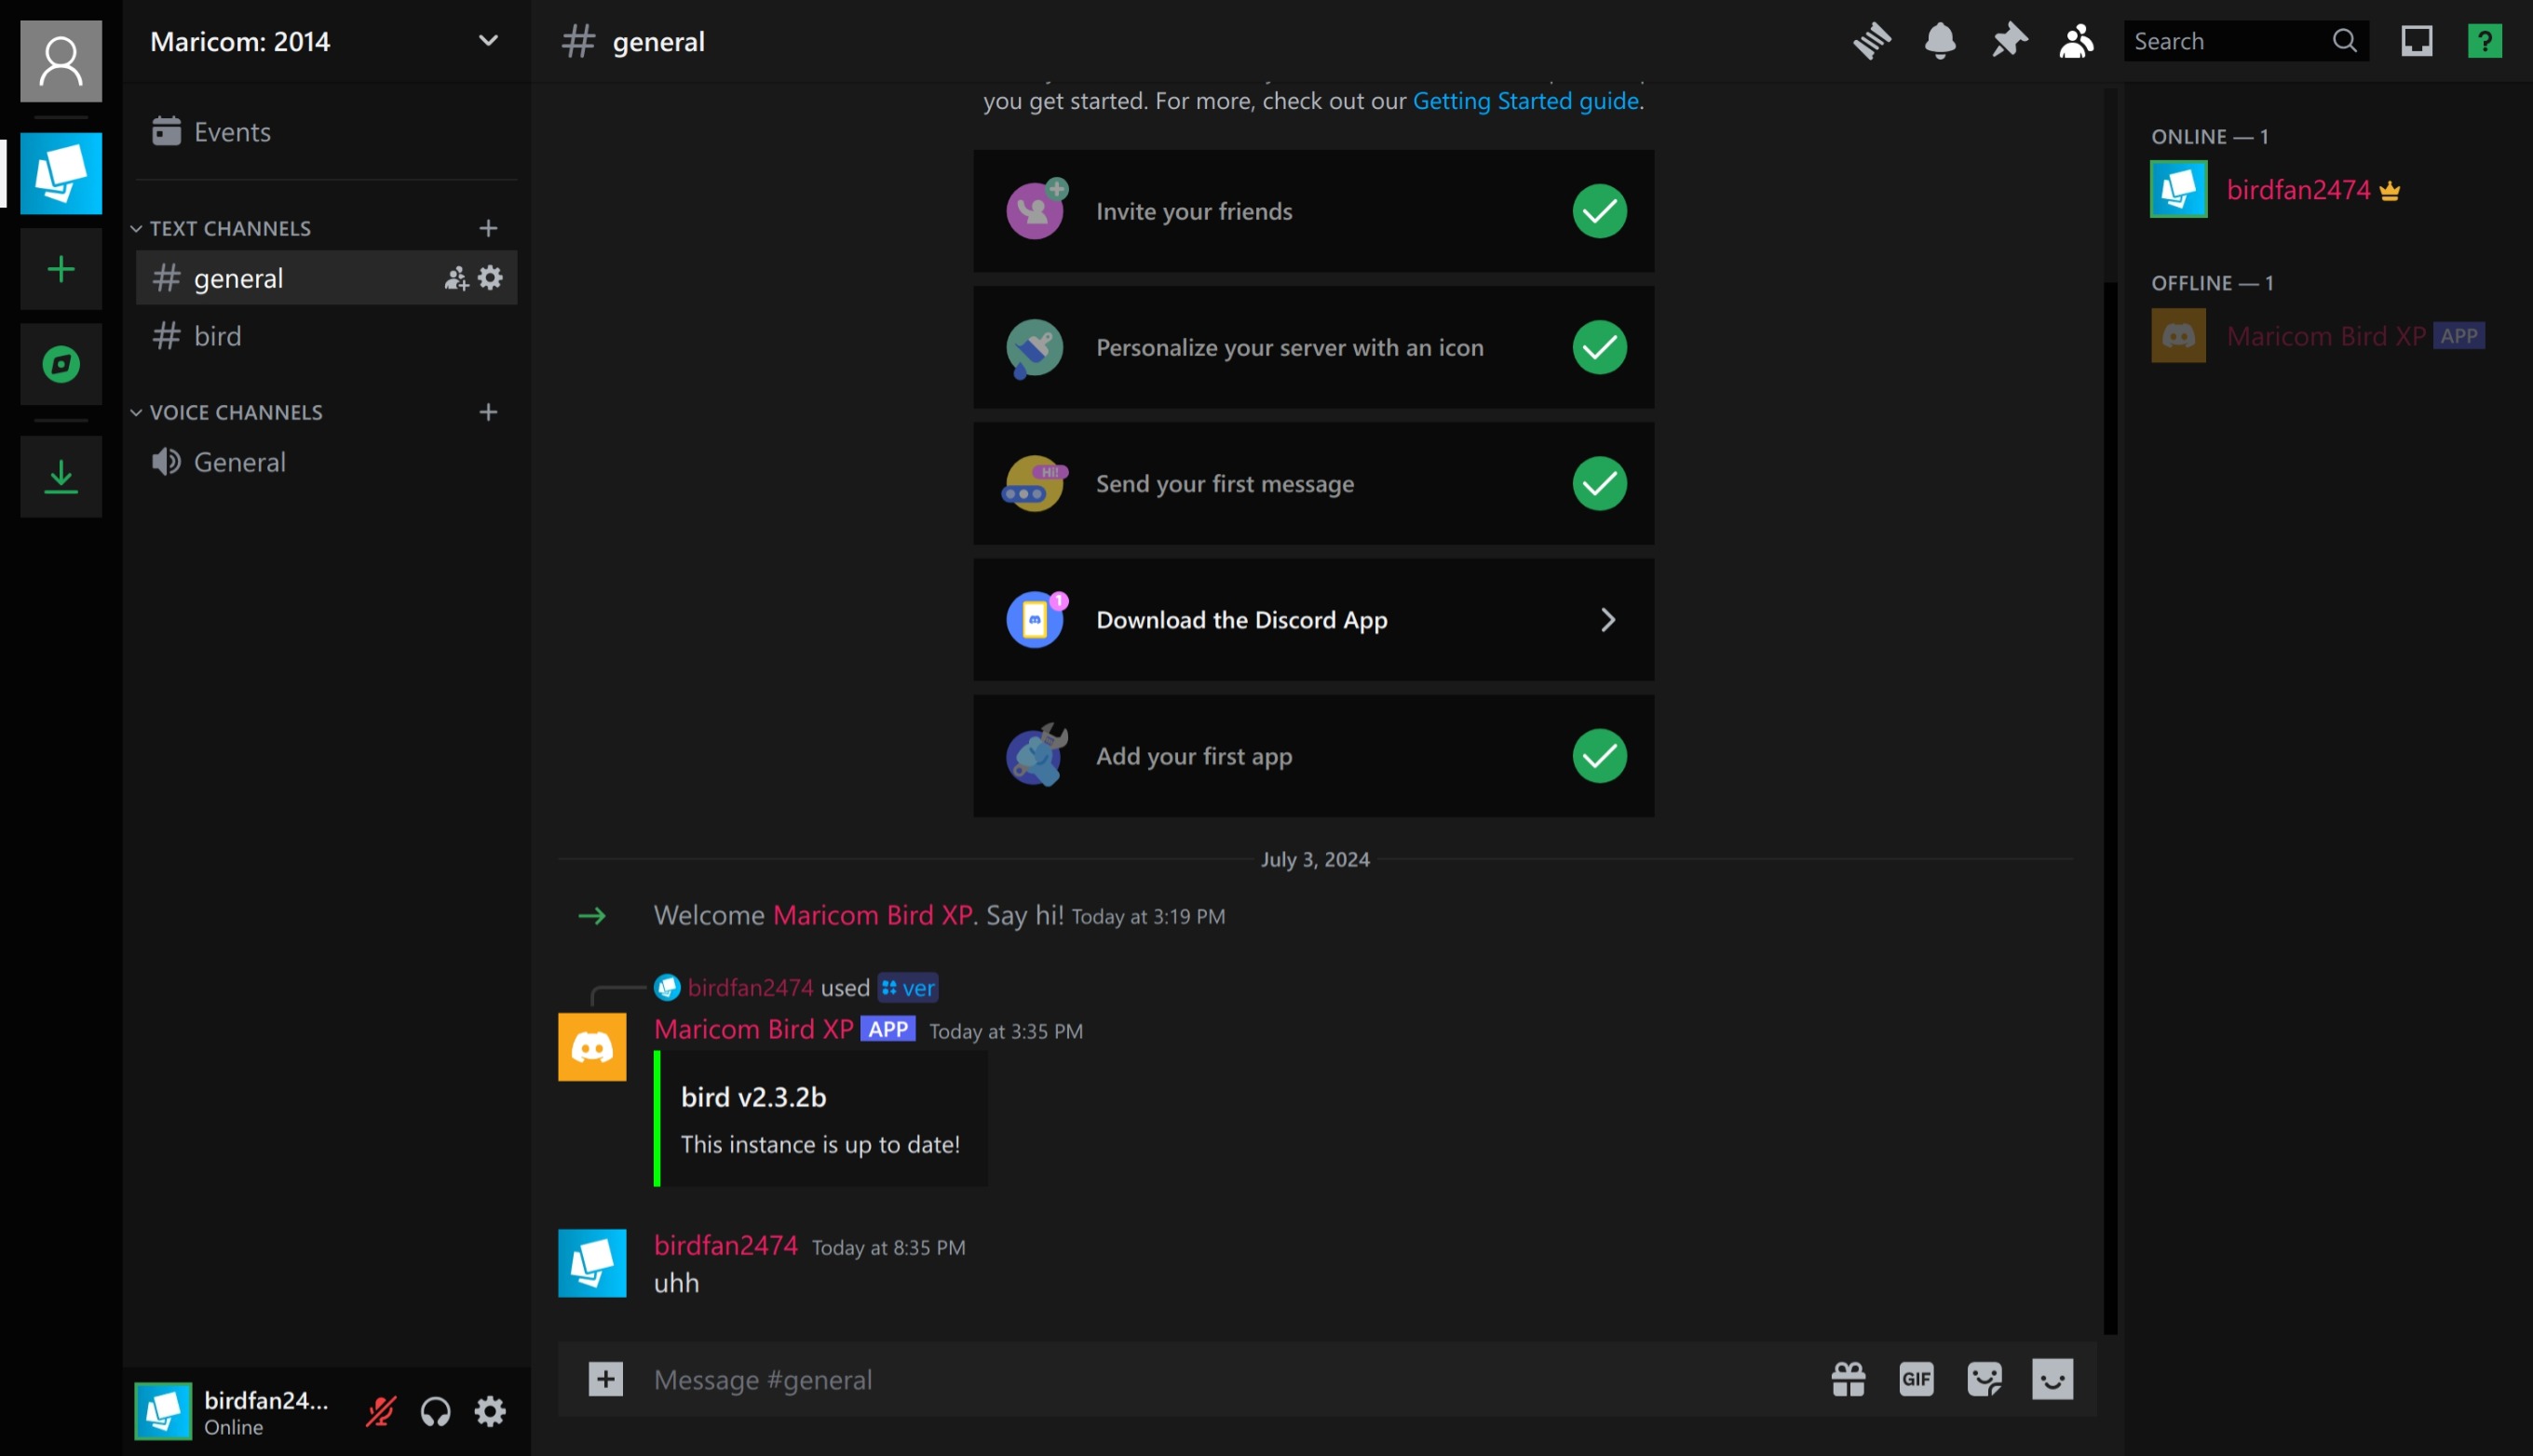 Maricom: 2014
Events
TEXT CHANNELS
general
bird
VOICE CHANNELS
General
birdfan24...
Online
general
Search
?
you get started. For more, check out our Getting Started guide.
Invite your friends
Personalize your server with an icon
Hi!
Send your first message
1
Download the Discord App
Add your first app
July 3, 2024
Welcome Maricom Bird XP. Say hi! Today at 3:19 PM
birdfan2474 used ver
Maricom Bird XP APP Today at 3:35 PM
bird v2.3.2b
This instance is up to date!
birdfan2474 Today at 8:35 PM
uhh
Message #general
GIF
ONLINE — 1
birdfan2474
OFFLINE — 1
Maricom Bird XP APP